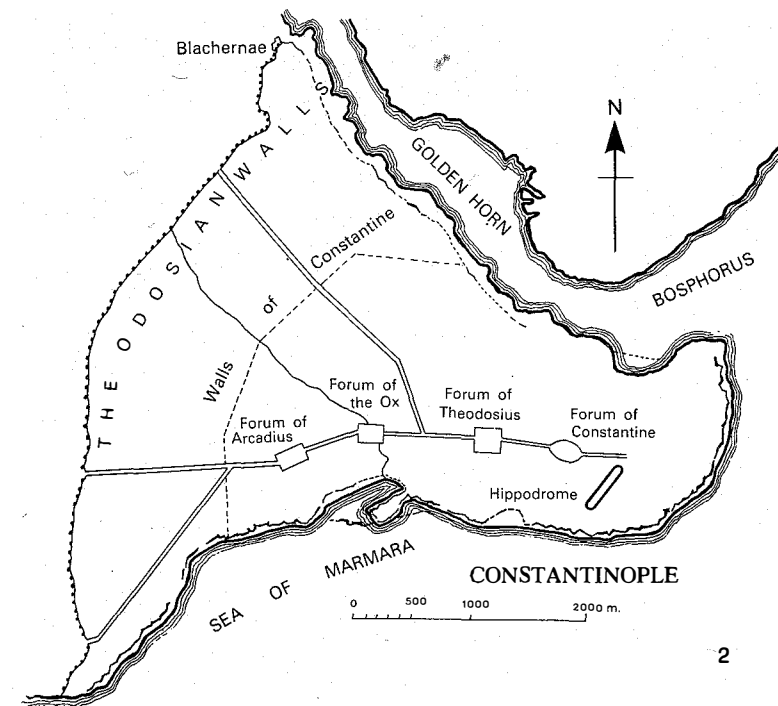 Blachernae
N
GOLDEN HORN
BOSPHORUS
THEODOSIAN WALLS
Walls of Constantine
Forum of
Arcadius
Forum of
the Ox
Forum of
Theodosius
Forum of
Constantine
Hippodrome
SEA OF MARMARA
CONSTANTINOPLE
0 500 1000 2000 m.
2